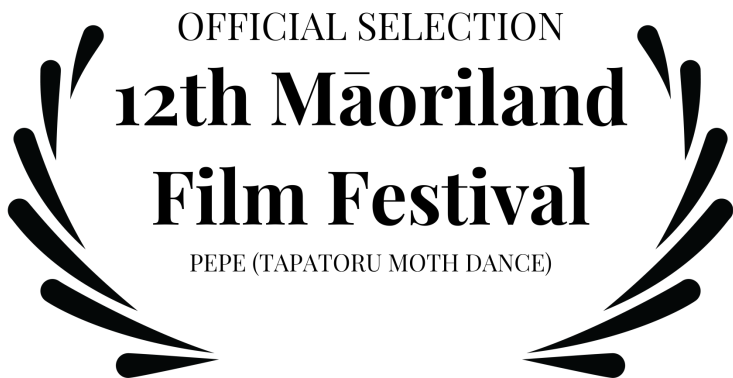 OFFICIAL SELECTION
12th Māoriland
Film Festival
PEPE (TAPATORU MOTH DANCE)